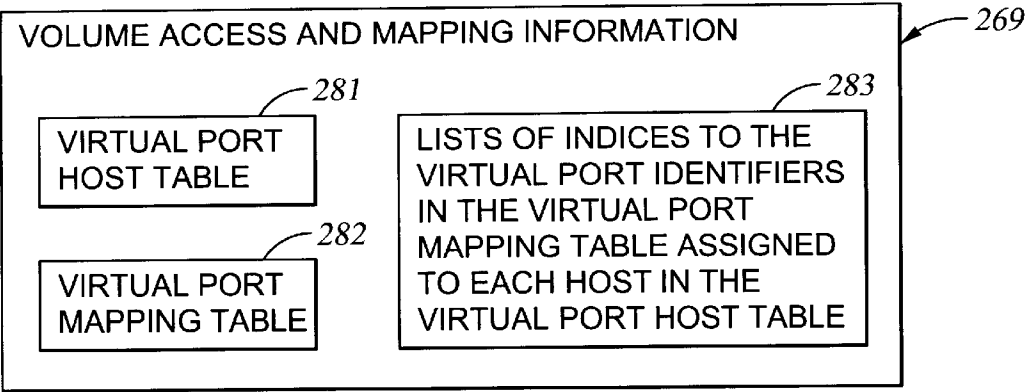 VOLUME ACCESS AND MAPPING INFORMATION
269
281
VIRTUAL PORT
HOST TABLE
282
VIRTUAL PORT
MAPPING TABLE
283
LISTS OF INDICES TO THE
VIRTUAL PORT IDENTIFIERS
IN THE VIRTUAL PORT
MAPPING TABLE ASSIGNED
TO EACH HOST IN THE
VIRTUAL PORT HOST TABLE